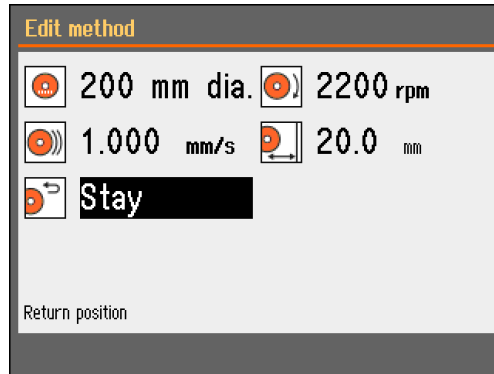 Edit method
200 mm dia. 2200 rpm
1.000 mm/s 20.0 mm
Stay
Return position